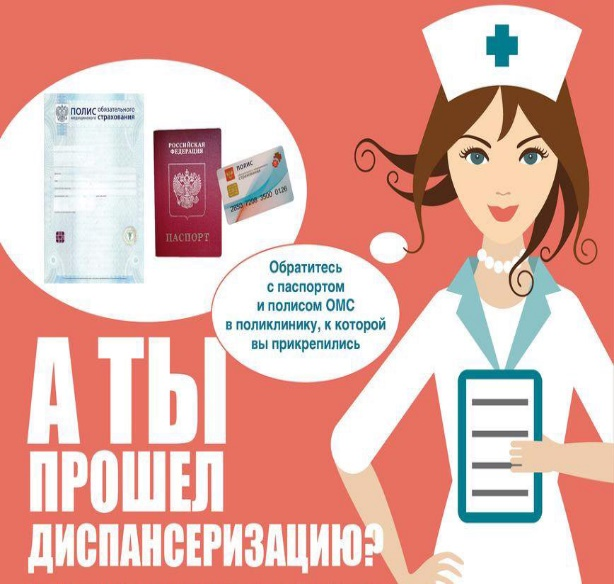 ПОЛИС обязательного
медицинского страхования
РОССИЙСКАЯ
ФЕДЕРАЦИЯ
ПАСПОРТ
ПОЛИС
Обратитесь
с паспортом
и полисом ОМС
в поликлинику, к которой
вы прикрепились
А ТЫ
ПРОШЕЛ
ДИСПАНСЕРИЗАЦИЮ?